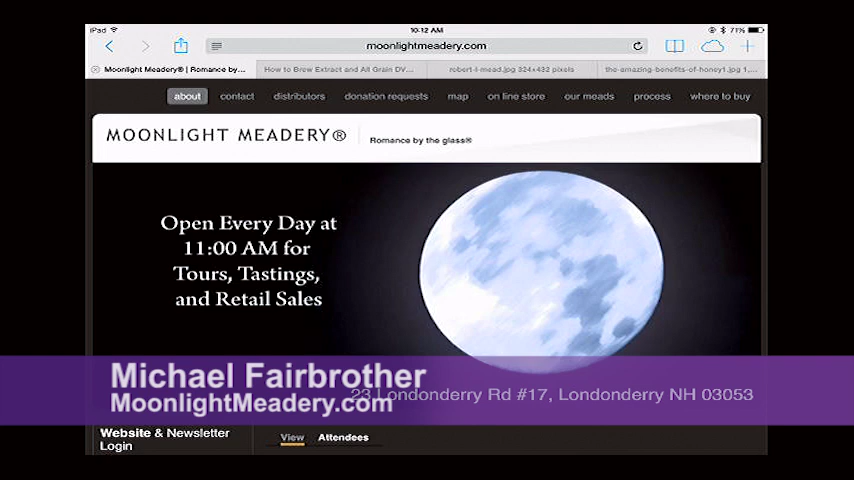 iPad
10:12 AM
71%
moonlightmeadery.com
Moonlight Meadery® | Romance by...
How to Brew Extract and All Grain DV...
robert-l-mead.jpg 324×432 pixels
the-amazing-benefits-of-honey1.jpg 1,...
about
contact
distributors
donation requests
map
on line store
our meads
process
where to buy
MOONLIGHT MEADERY®
Romance by the glass®
Open Every Day at
11:00 AM for
Tours, Tastings,
and Retail Sales
Michael Fairbrother
23 Londonderry Rd #17, Londonderry NH 03053
MoonlightMeadery.com
Website & Newsletter
Login
View
Attendees